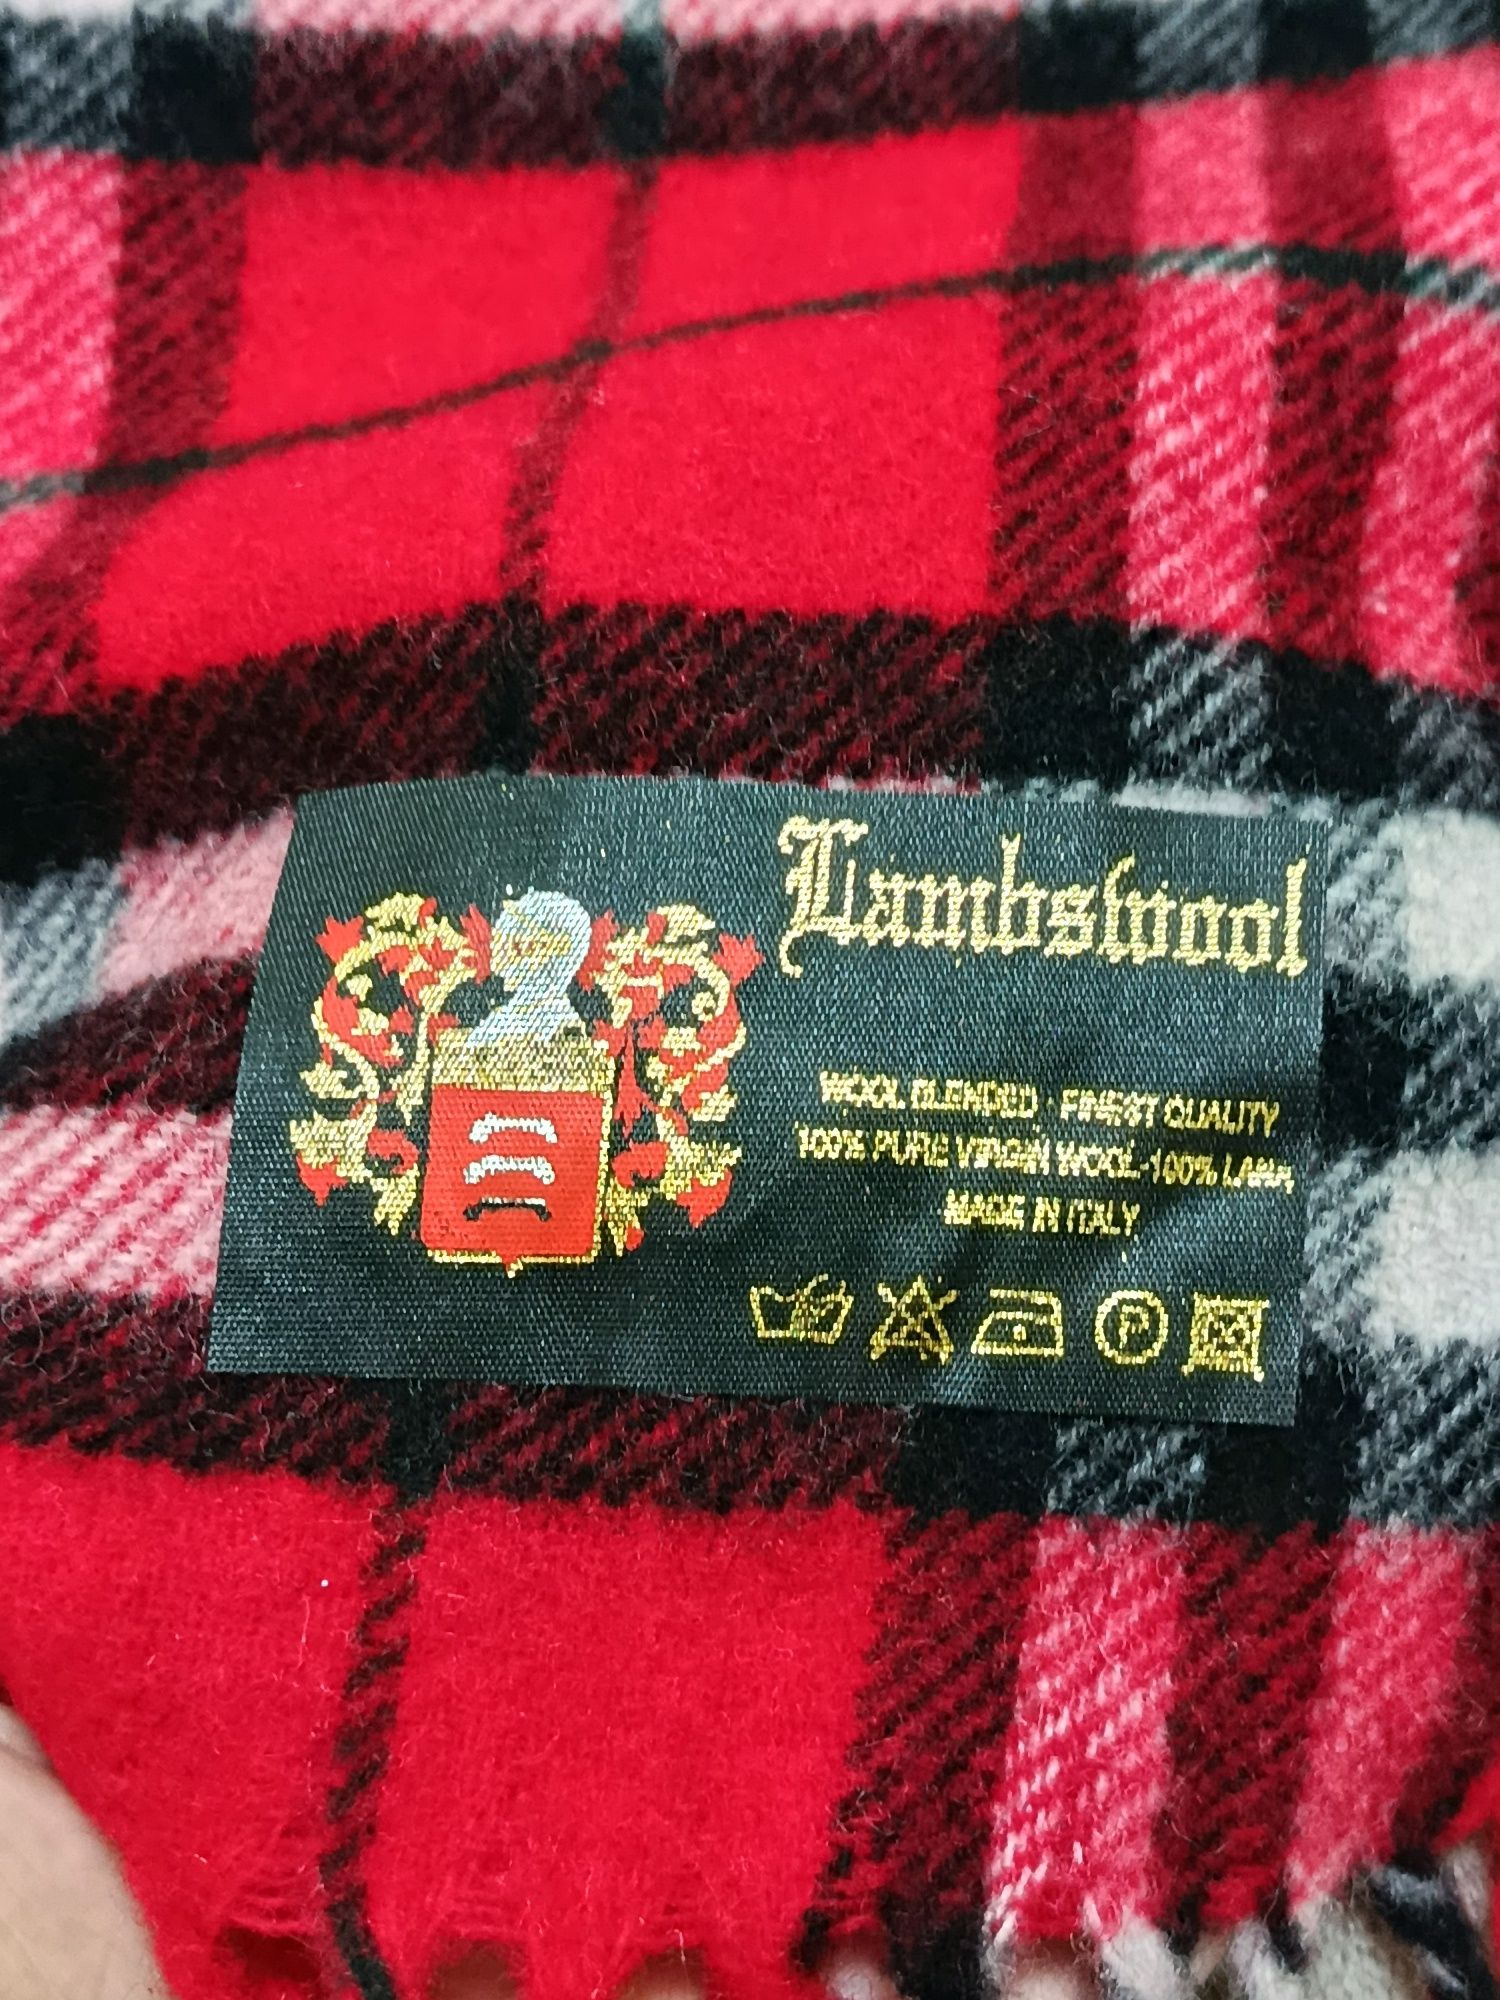 Lambswool
WOOL BLENDED FINEST QUALITY
100% PURE VIRGIN WOOL-100% LANA
MADE IN ITALY
P